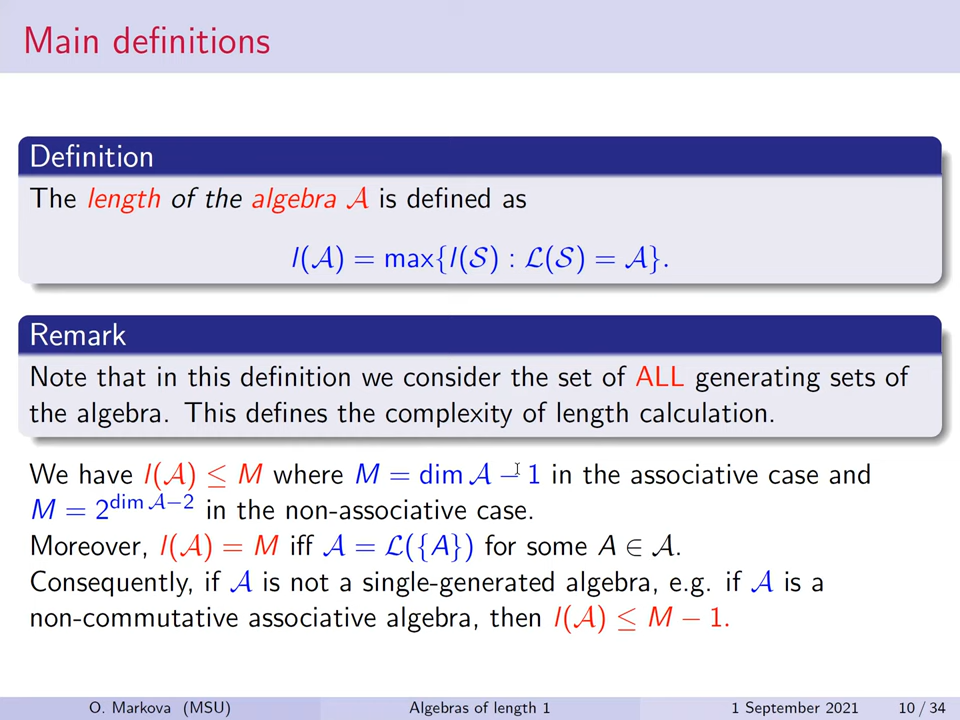 Main definitions
Definition
The length of the algebra 𝒜 is defined as
l(𝒜) = max{l(𝒮) : ℒ(𝒮) = 𝒜}.
Remark
Note that in this definition we consider the set of ALL generating sets of
the algebra. This defines the complexity of length calculation.
We have l(𝒜) ≤ M where M = dim 𝒜 − 1 in the associative case and
M = 2^{dim 𝒜−2} in the non-associative case.
Moreover, l(𝒜) = M iff 𝒜 = ℒ({A}) for some A ∈ 𝒜.
Consequently, if 𝒜 is not a single-generated algebra, e.g. if 𝒜 is a
non-commutative associative algebra, then l(𝒜) ≤ M − 1.
O. Markova (MSU) Algebras of length 1 1 September 2021 10 / 34